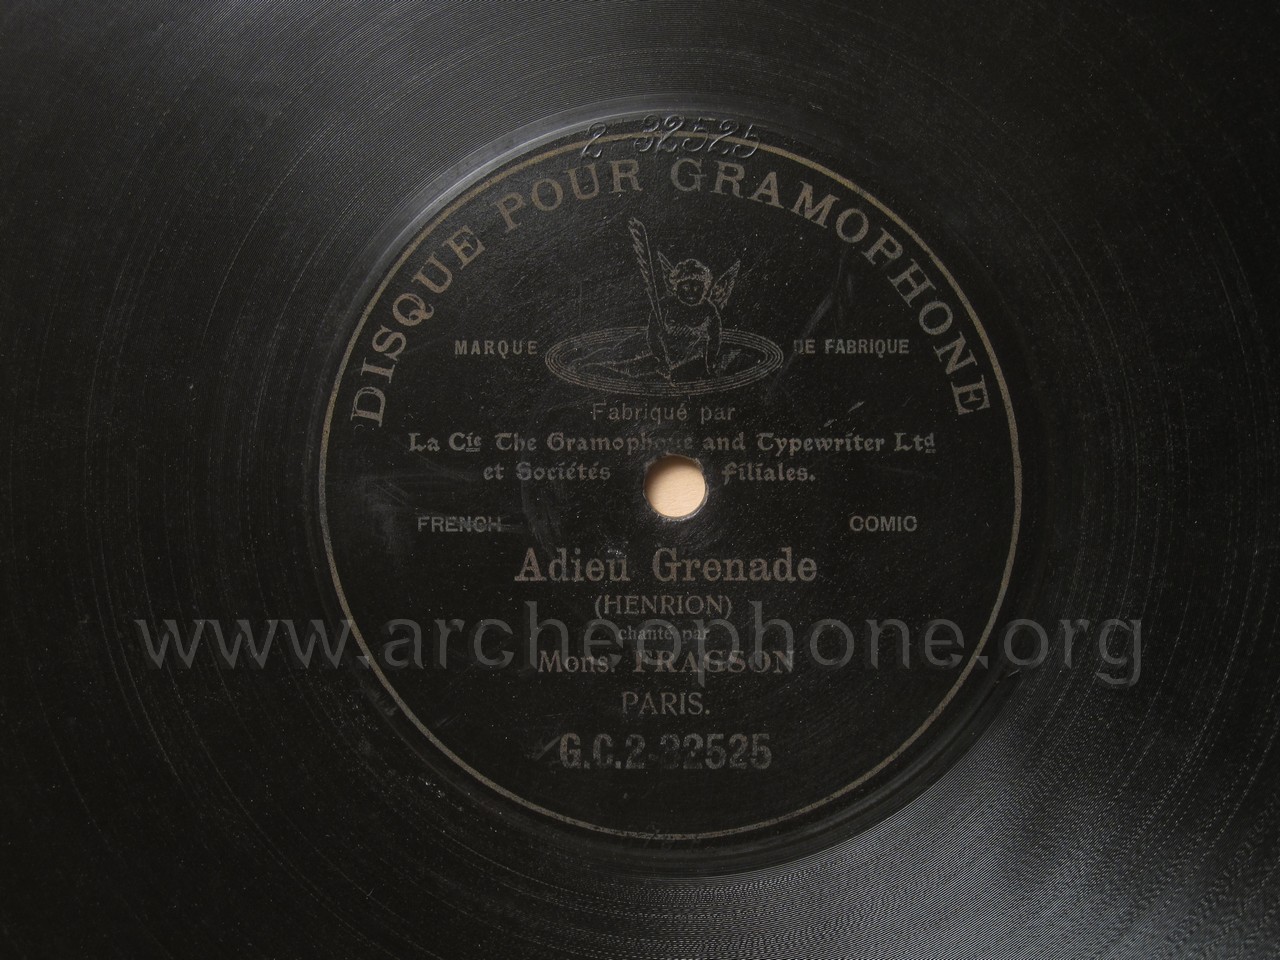 2-32525
DISQUE POUR GRAMOPHONE
MARQUE DE FABRIQUE
Fabriqué par
La Cie The Gramophone and Typewriter Ltd
et Sociétés filiales.
FRENCH COMIC
Adieu Grenade
(HENRION)
chanté par
www.archeophone.org
Mons. FRAGSON
PARIS.
G.C.2-32525